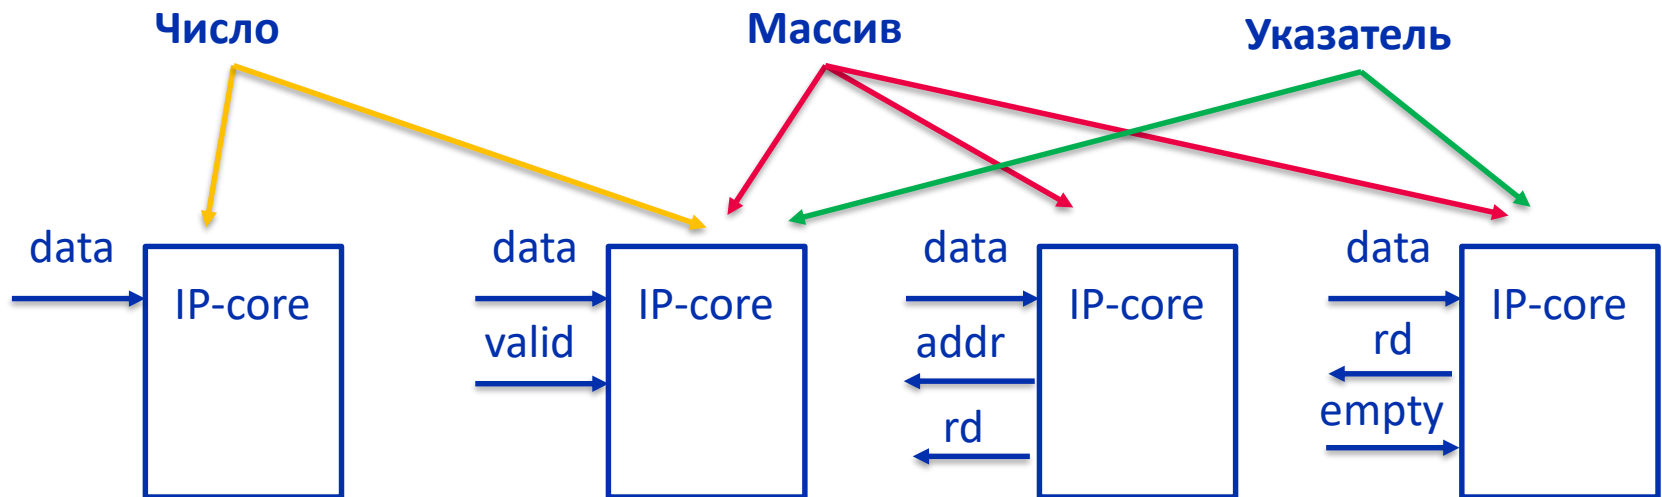 Число
Массив
Указатель
data
IP-core
data
IP-core
valid
data
IP-core
addr
rd
data
IP-core
rd
empty